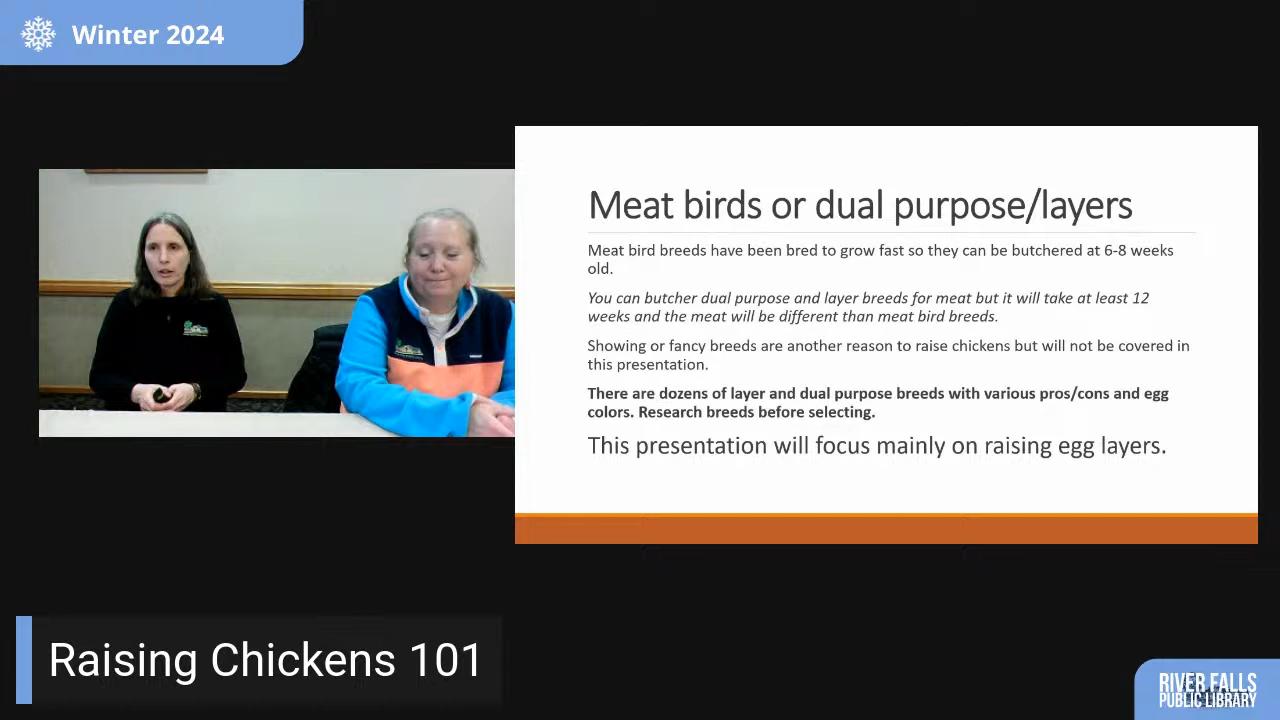 Winter 2024
Meat birds or dual purpose/layers
Meat bird breeds have been bred to grow fast so they can be butchered at 6-8 weeks
old.
You can butcher dual purpose and layer breeds for meat but it will take at least 12
weeks and the meat will be different than meat bird breeds.
Showing or fancy breeds are another reason to raise chickens but will not be covered in
this presentation.
There are dozens of layer and dual purpose breeds with various pros/cons and egg
colors. Research breeds before selecting.
This presentation will focus mainly on raising egg layers.
Raising Chickens 101
RIVER FALLS
PUBLIC LIBRARY